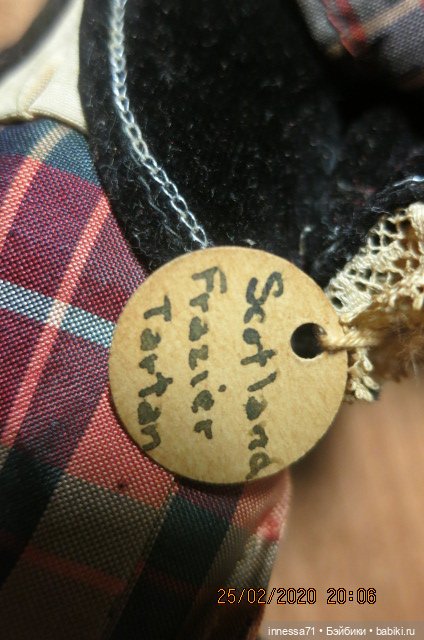 Scotland
Frazier
Tartan
25/02/2020 20:06
innessa71 • Бэйбики • babiki.ru